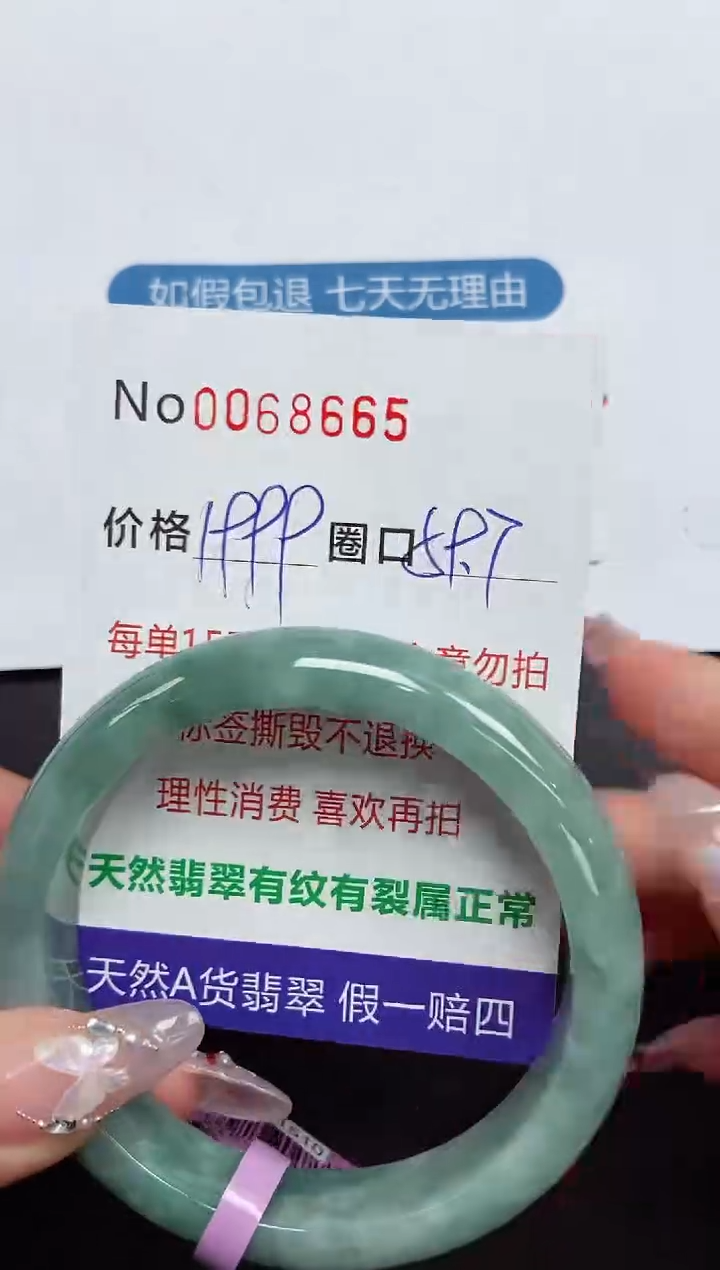 如假包退 七天无理由
No0068665
价格1999 圈口59.7
每单15 意勿拍
标签撕毁不退换
理性消费 喜欢再拍
天然翡翠有纹有裂属正常
天然A货翡翠 假一赔四